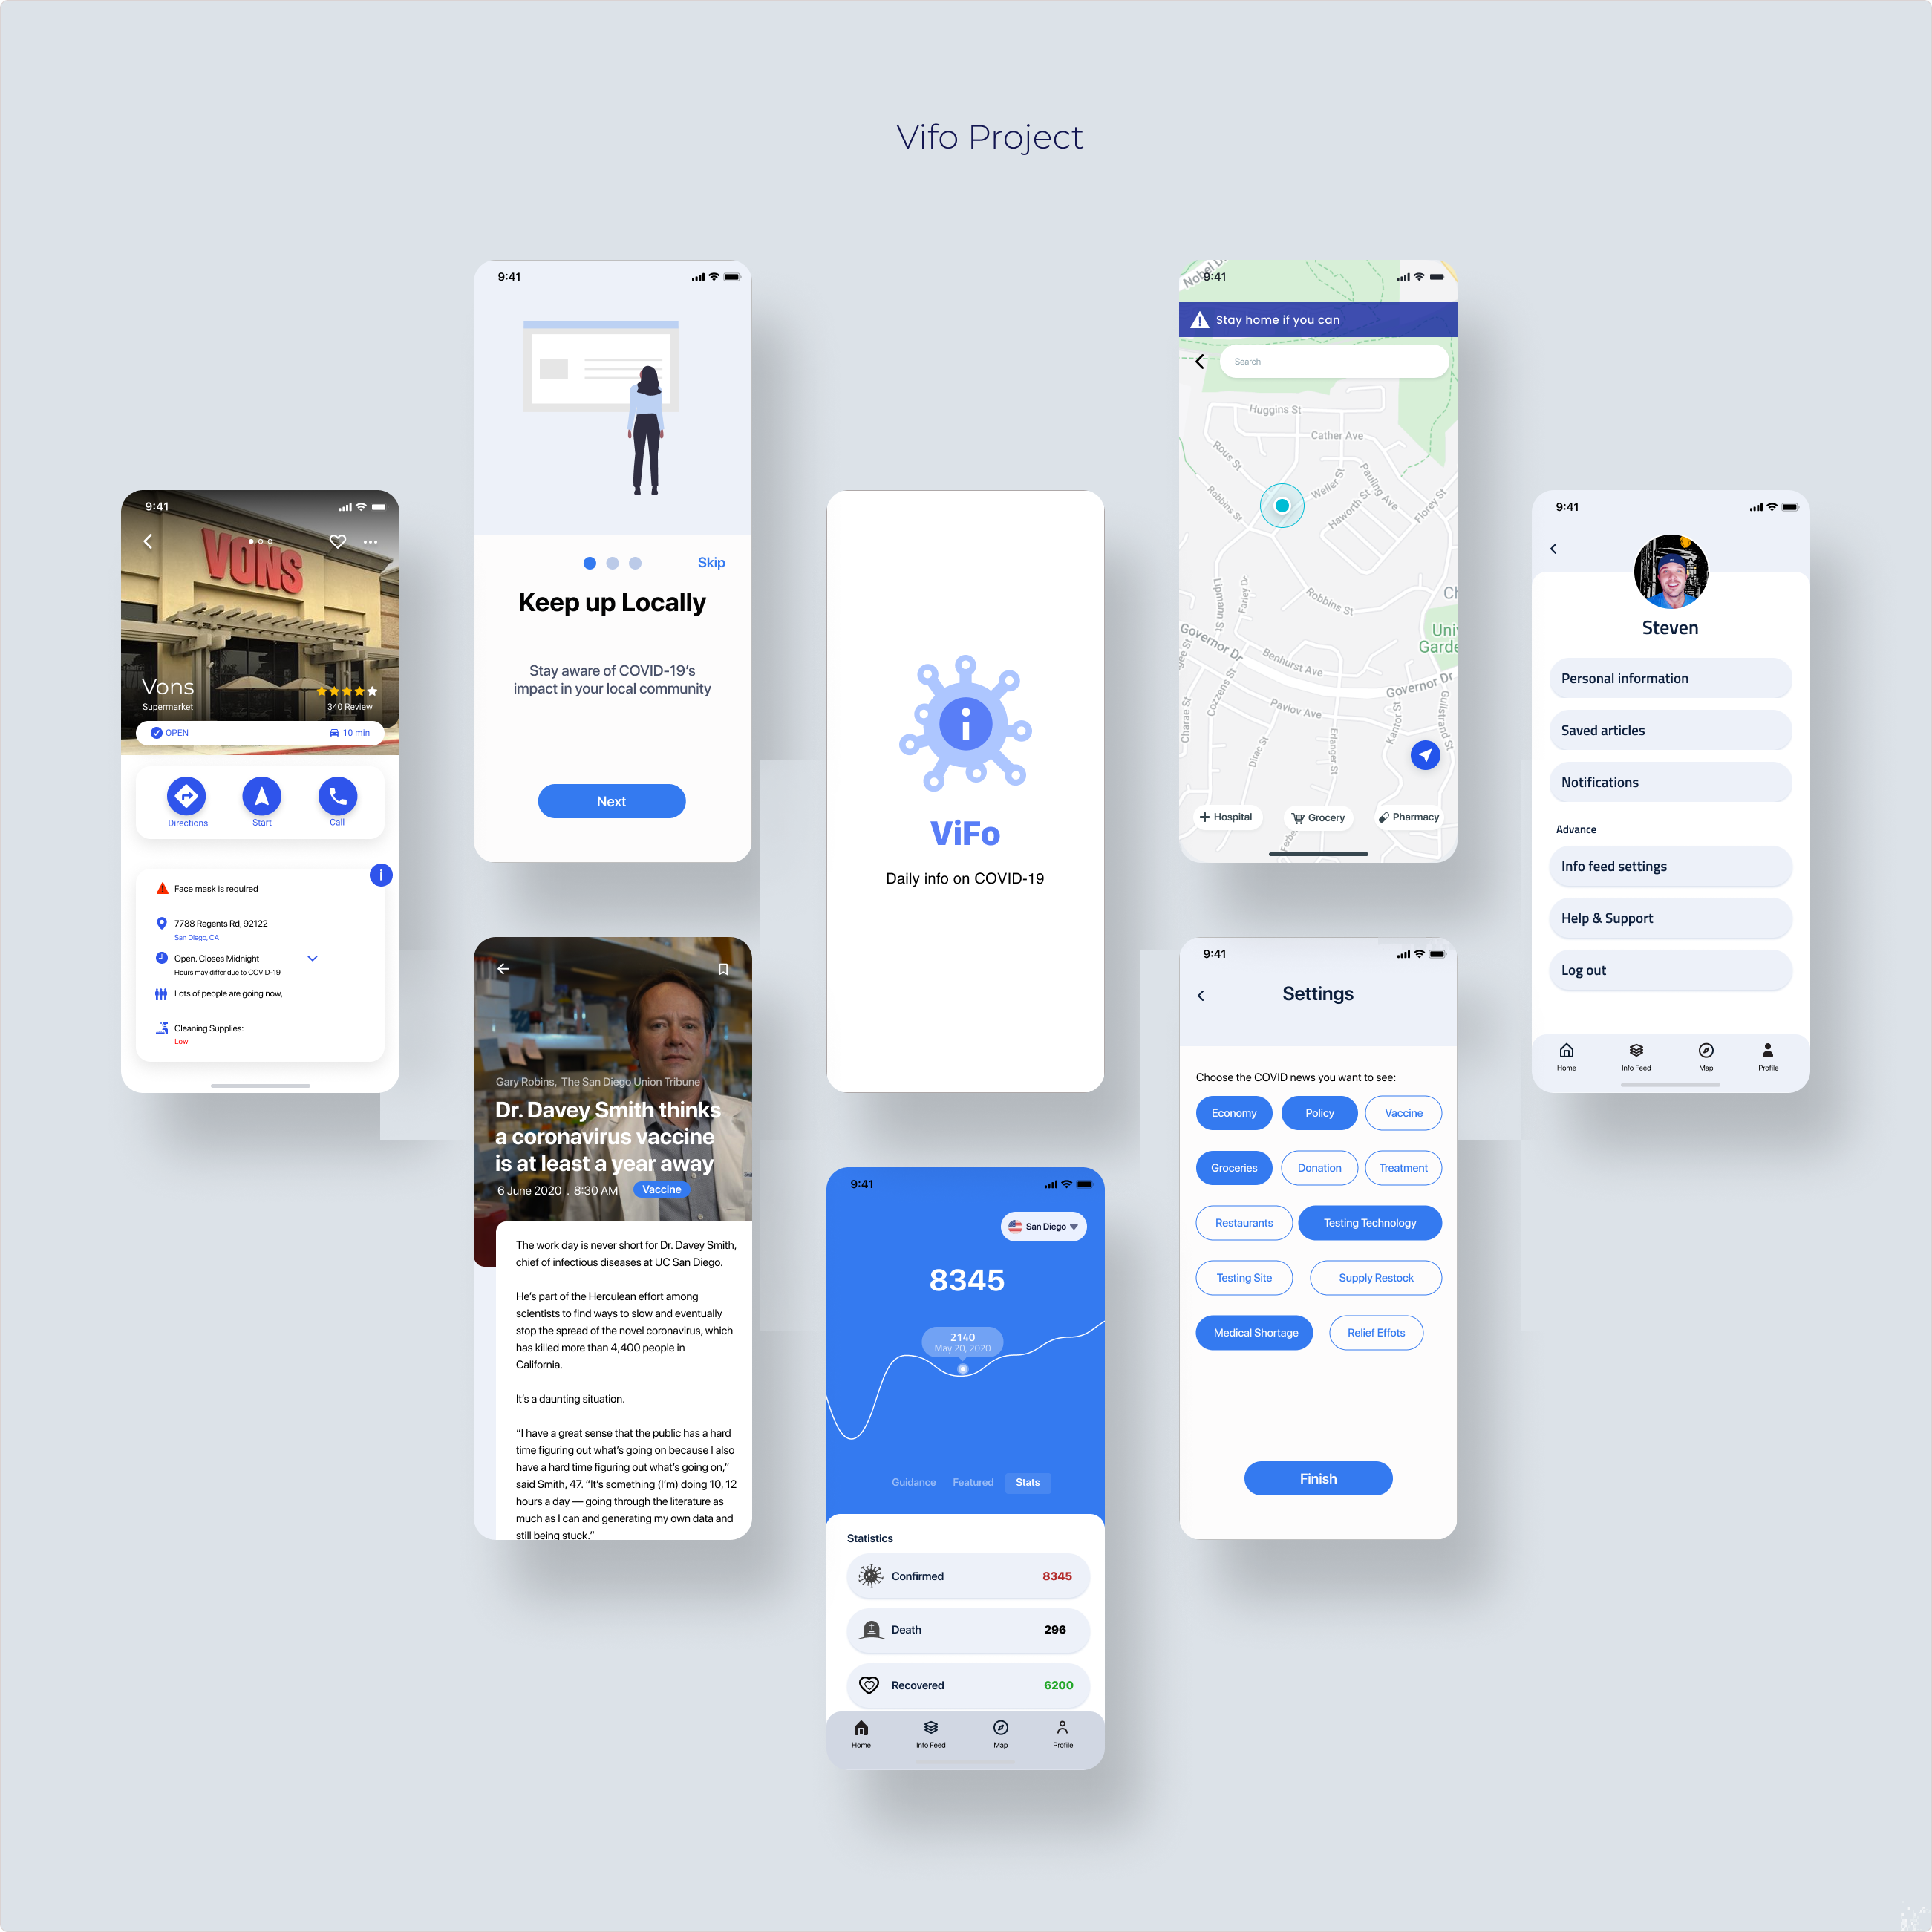 Vifo Project
9:41
VONS
Vons
Supermarket
340 Review
OPEN
10 min
Directions
Start
Call
i
Face mask is required
7788 Regents Rd, 92122
San Diego, CA
Open. Closes Midnight
Hours may differ due to COVID-19
Lots of people are going now,
Cleaning Supplies:
Low
9:41
Skip
Keep up Locally
Stay aware of COVID-19's
impact in your local community
Next
Gary Robins, The San Diego Union Tribune
Dr. Davey Smith thinks
a coronavirus vaccine
is at least a year away
6 June 2020 . 8:30 AM
Vaccine
The work day is never short for Dr. Davey Smith,
chief of infectious diseases at UC San Diego.
He's part of the Herculean effort among
scientists to find ways to slow and eventually
stop the spread of the novel coronavirus, which
has killed more than 4,400 people in
California.
It's a daunting situation.
"I have a great sense that the public has a hard
time figuring out what's going on because I also
have a hard time figuring out what's going on,"
said Smith, 47. "It's something (I'm) doing 10, 12
hours a day — going through the literature as
much as I can and generating my own data and
still being stuck."
i
ViFo
Daily info on COVID-19
9:41
San Diego
8345
2140
May 20, 2020
Guidance
Featured
Stats
Statistics
Confirmed
8345
Death
296
Recovered
6200
Home
Info Feed
Map
Profile
Nobel D
9:41
Stay home if you can
Search
Huggins St
Cather Ave
Rous St
Pauling Ave
Weller St
Robbins St
Haworth St
Florey St
Lipmann St
Farley D
Robbins St
Ch
Uni
Garde
Governor Dr
gee St
Benhurst Ave
Governor Dr
Cozzens St
Pavlov Ave
Kantor St
Gullstrand St
Charae St
Dirac St
Erlanger St
Hospital
Grocery
Pharmacy
Ferbe
9:41
Settings
Choose the COVID news you want to see:
Economy
Policy
Vaccine
Groceries
Donation
Treatment
Restaurants
Testing Technology
Testing Site
Supply Restock
Medical Shortage
Relief Effots
Finish
9:41
Steven
Personal information
Saved articles
Notifications
Advance
Info feed settings
Help & Support
Log out
Home
Info Feed
Map
Profile